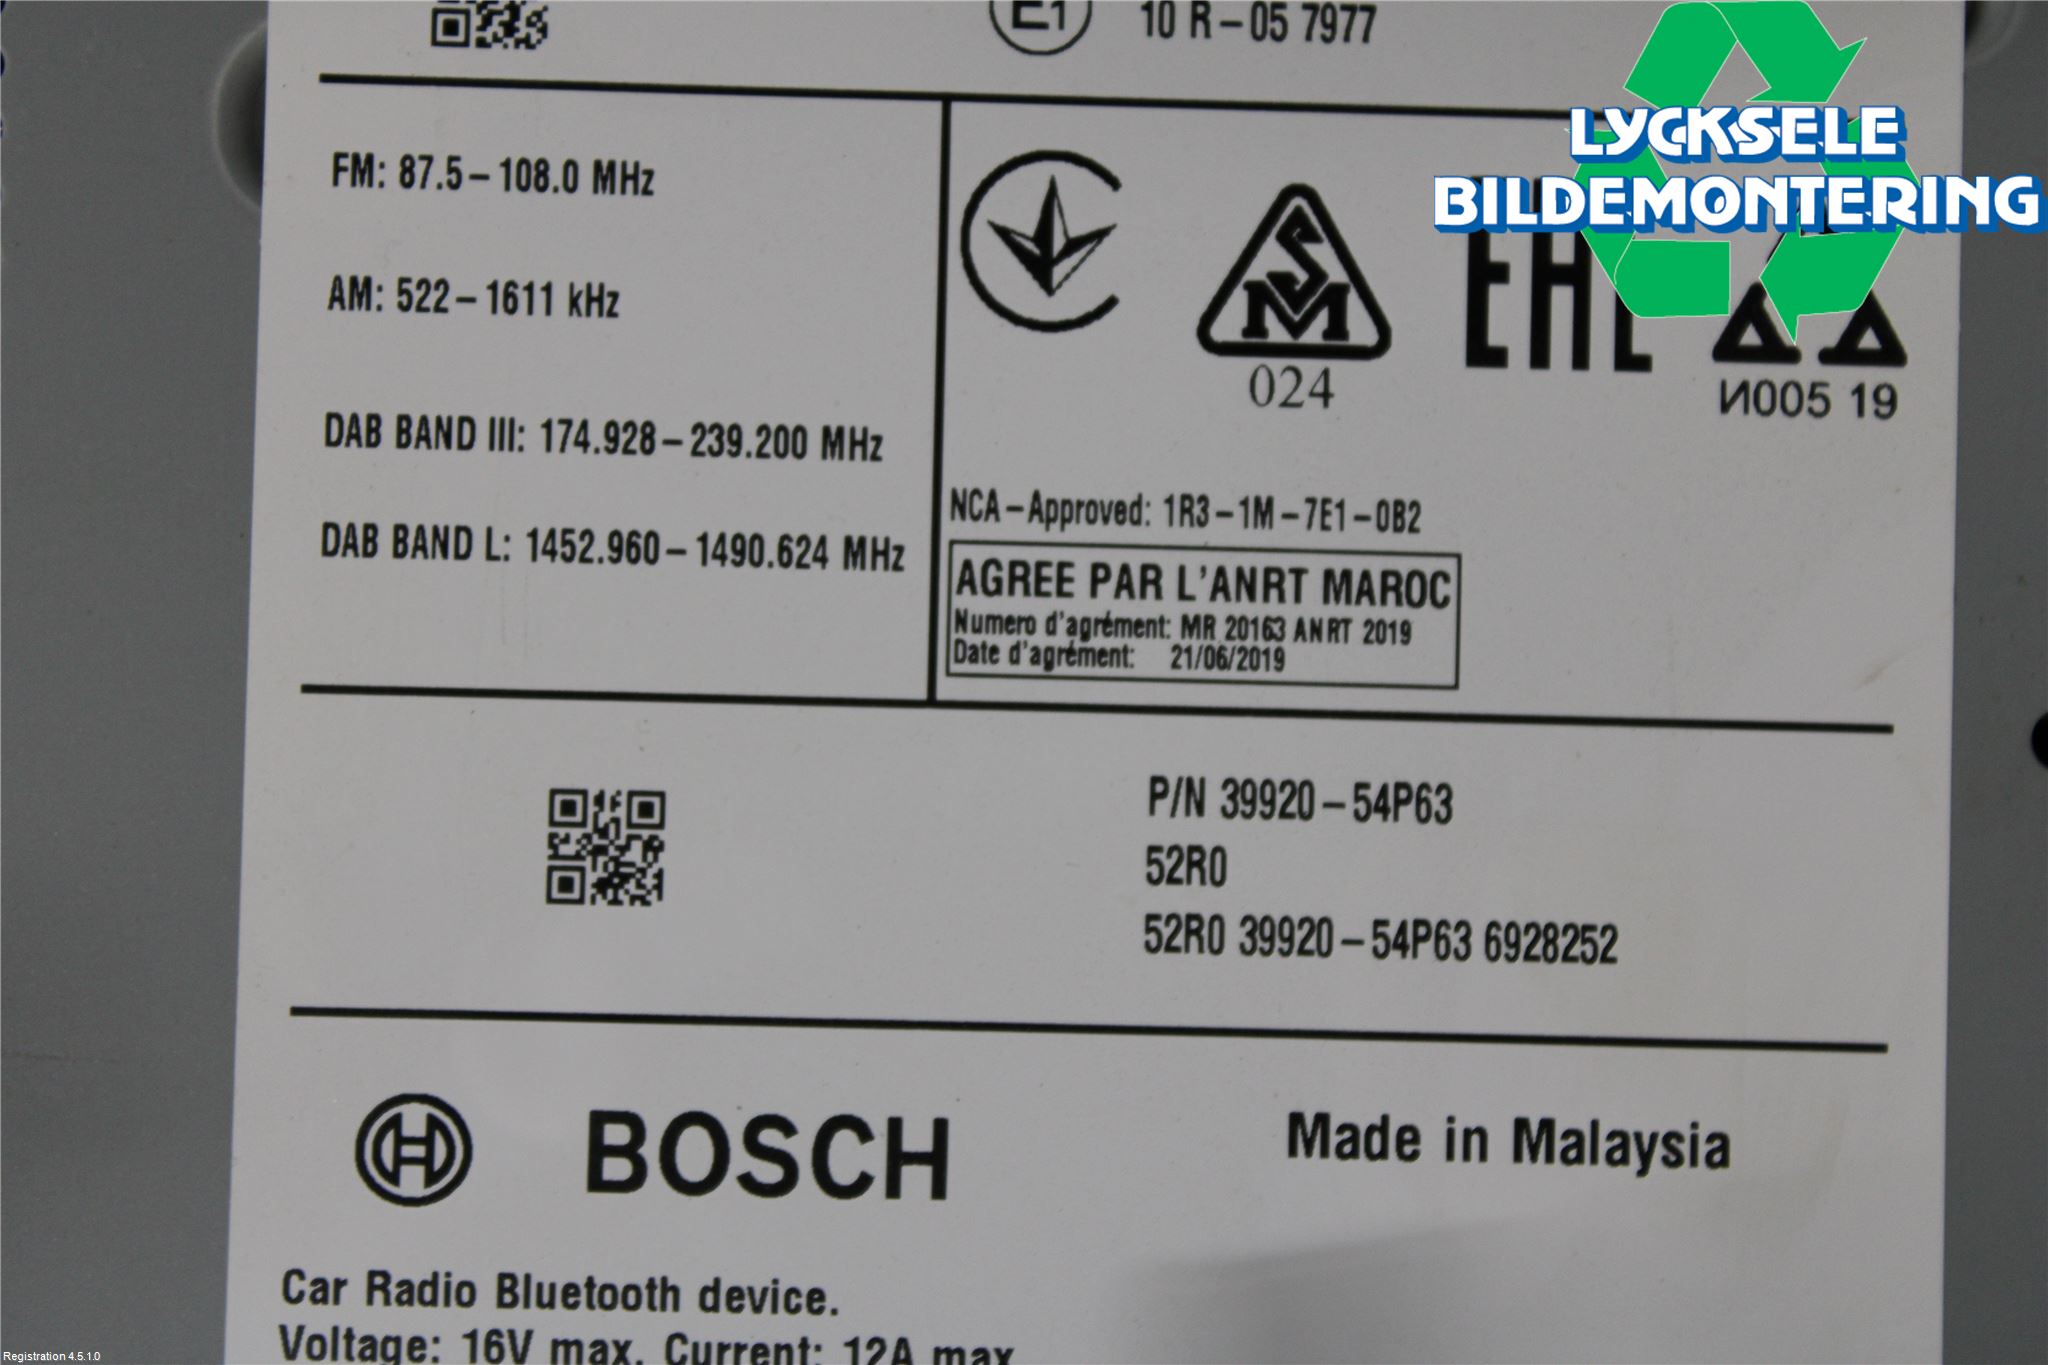 E1
10 R-05 7977
LYCKSELE
BILDEMONTERING
FM: 87.5-108.0 MHz
AM: 522-1611 kHz
DAB BAND III: 174.928-239.200 MHz
DAB BAND L: 1452.960-1490.624 MHz
SM
024
EAC
И005 19
NCA-Approved: 1R3-1M-7E1-0B2
AGREE PAR L'ANRT MAROC
Numero d'agrément: MR 20163 ANRT 2019
Date d'agrément: 21/06/2019
P/N 39920-54P63
52R0
52R0 39920-54P63 6928252
BOSCH
Made in Malaysia
Car Radio Bluetooth device.
Voltage: 16V max. Current: 12A max
Registration 4.5.1.0